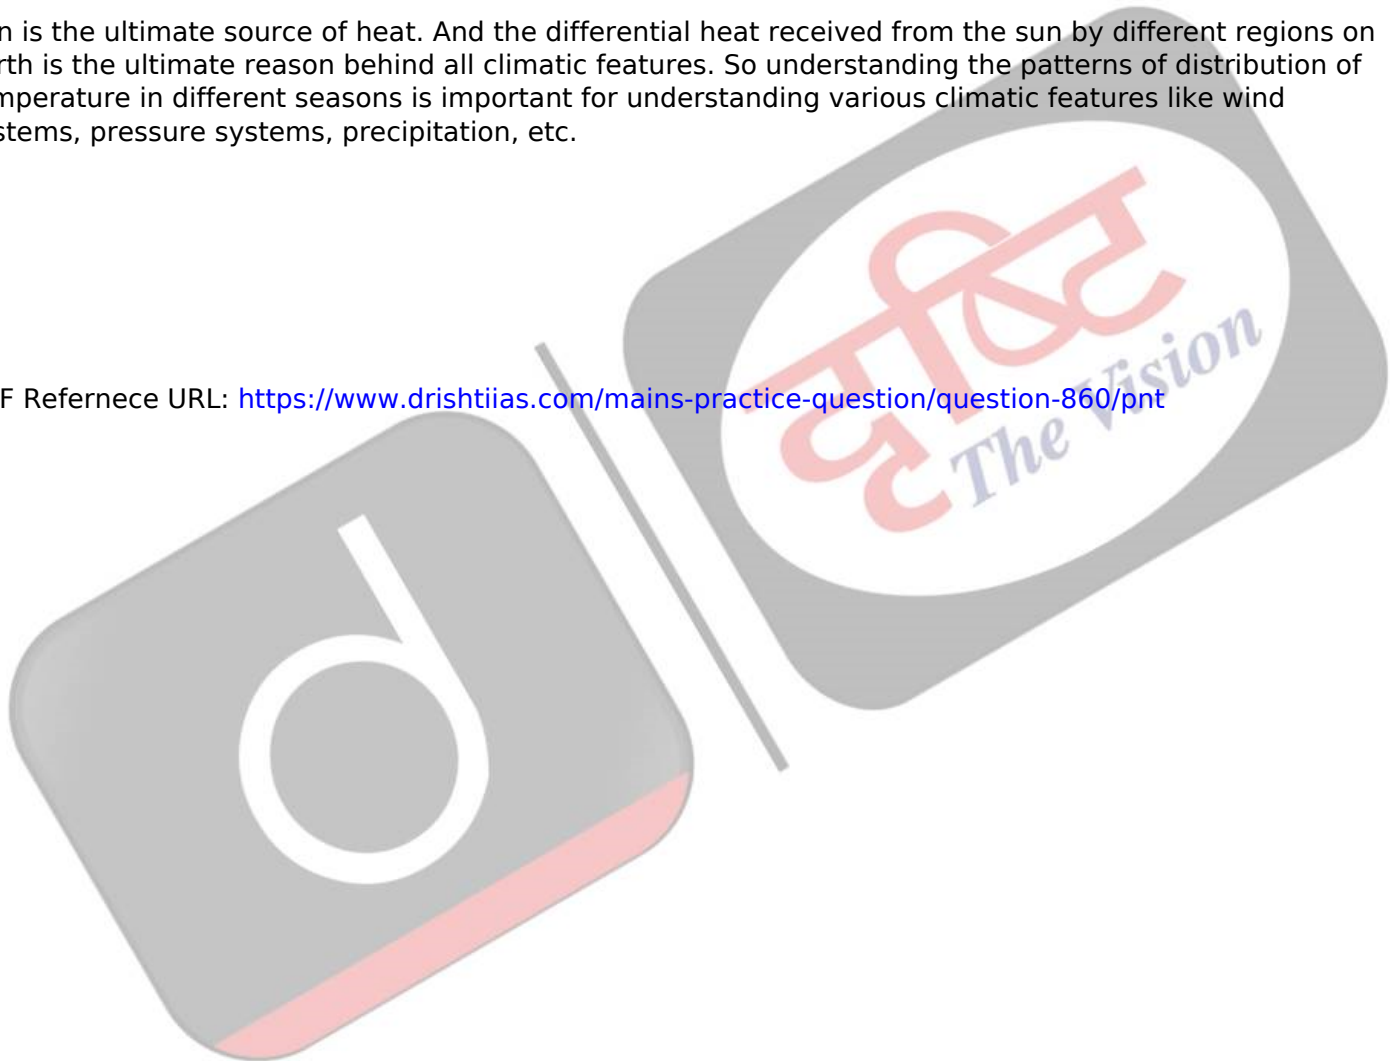 n is the ultimate source of heat. And the differential heat received from the sun by different regions on
rth is the ultimate reason behind all climatic features. So understanding the patterns of distribution of
mperature in different seasons is important for understanding various climatic features like wind
stems, pressure systems, precipitation, etc.
दृष्टि
The Vision
F Refernece URL: https://www.drishtiias.com/mains-practice-question/question-860/pnt
d